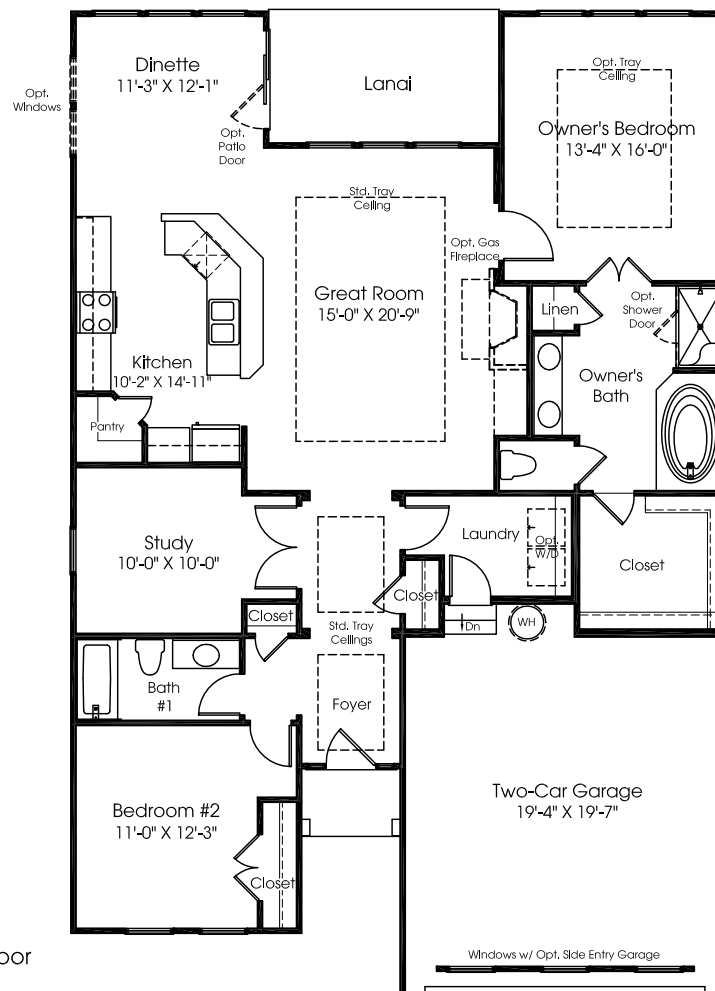 Dinette
11'-3" X 12'-1"
Opt.
Windows
Opt.
Patio
Door
Lanai
Opt. Tray
Ceiling
Owner's Bedroom
13'-4" X 16'-0"
Std. Tray
Ceiling
Opt. Gas
Fireplace
Great Room
15'-0" X 20'-9"
Linen
Opt.
Shower
Door
Kitchen
10'-2" X 14'-11"
Owner's
Bath
Pantry
Study
10'-0" X 10'-0"
Laundry
Opt.
W/D
Closet
Closet
Closet
Std. Tray
Ceilings
Dn
WH
Bath
#1
Foyer
Bedroom #2
11'-0" X 12'-3"
Closet
Two-Car Garage
19'-4" X 19'-7"
oor
Windows w/ Opt. Side Entry Garage